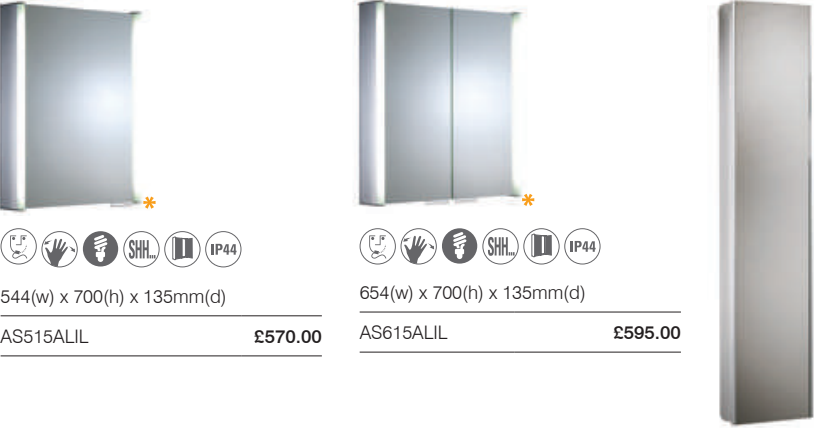 SHH... IP44
544(w) x 700(h) x 135mm(d)
AS515ALIL £570.00
SHH... IP44
654(w) x 700(h) x 135mm(d)
AS615ALIL £595.00